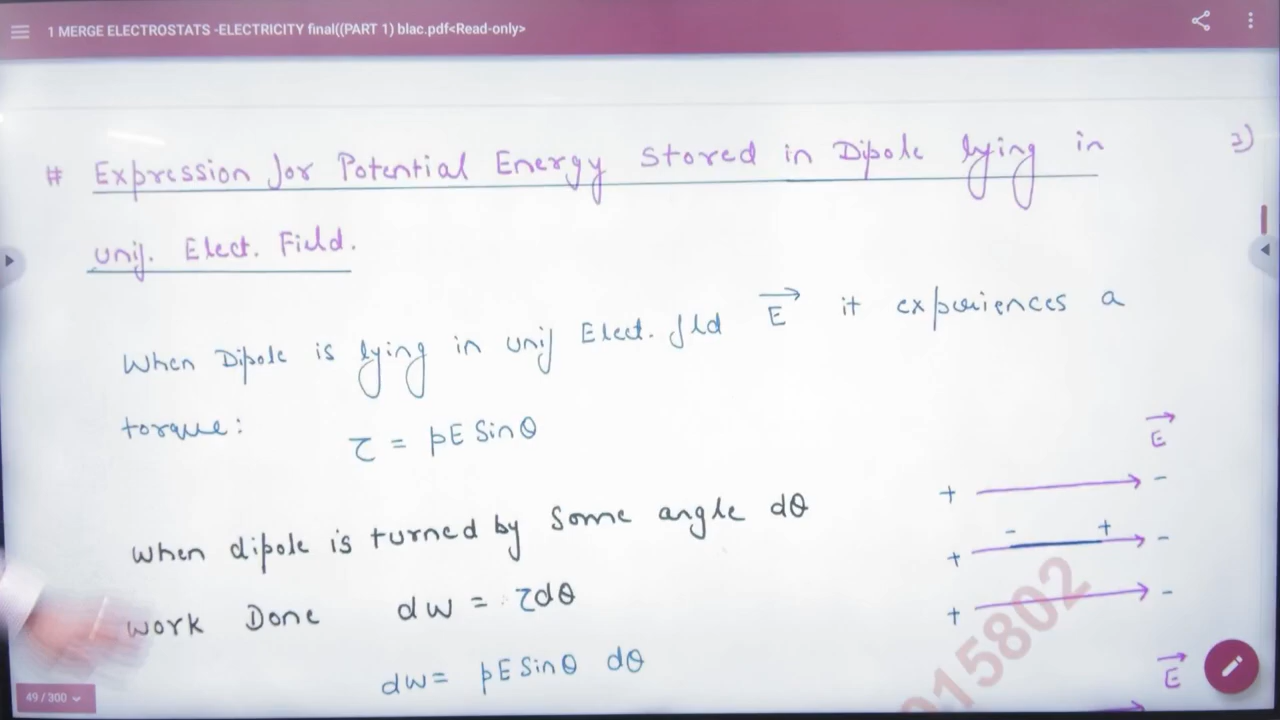 1 MERGE ELECTROSTATS -ELECTRICITY final((PART 1) blac.pdf<Read-only>
# Expression for Potential Energy stored in Dipole lying in
unif. Elect. Field.
When Dipole is lying in unif Elect. fld E it experiences a
torque:
τ = pE Sinθ
E
+ -
when dipole is turned by Some angle dθ
- +
+ -
work Done dw = τdθ
+ -
dw= pE Sinθ dθ
E
015802
49 / 300